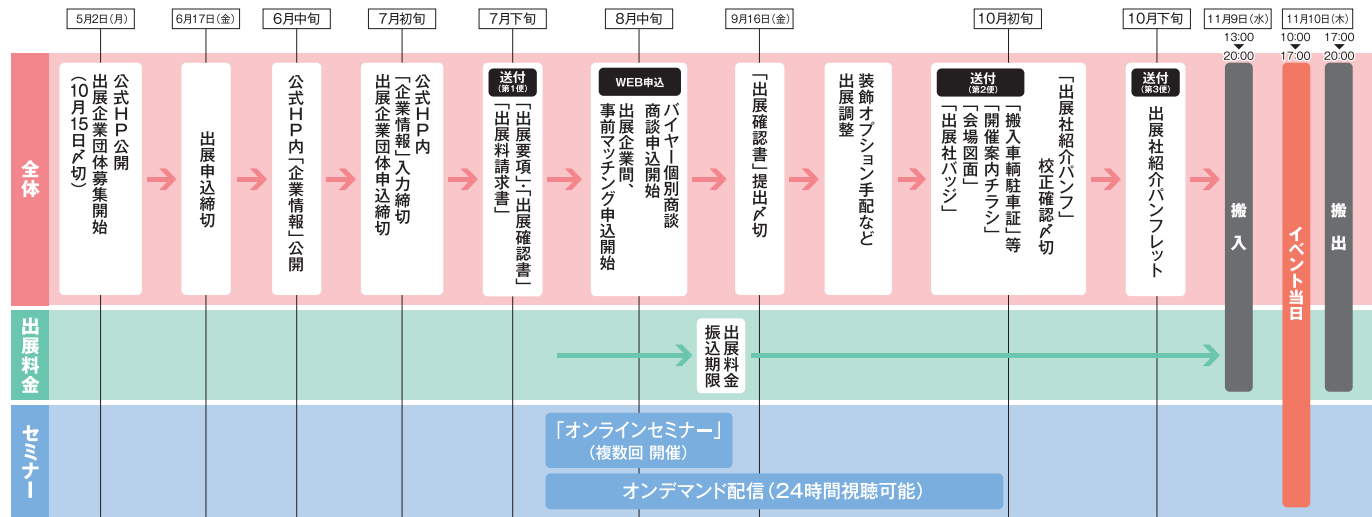 5月2日(月)
6月17日(金)
6月中旬
7月初旬
7月下旬
8月中旬
9月16日(金)
10月初旬
10月下旬
11月9日(水)
11月10日(木)
13:00
20:00
10:00
17:00
17:00
20:00
全体
公式HP公開
出展企業団体募集開始
(10月15日〆切)
出展申込締切
公式HP内「企業情報」公開
公式HP内
「企業情報」入力締切
出展企業団体申込締切
送付
(第1便)
「出展要項」・「出展確認書」
「出展料請求書」
WEB申込
バイヤー個別商談
商談申込開始
出展企業間、
事前マッチング申込開始
「出展確認書」提出〆切
装飾オプション手配など
出展調整
「出展社紹介パンフ」
校正確認〆切
送付
(第2便)
「搬入車輌駐車証」等
「開催案内チラシ」
「会場図面」
「出展社バッジ」
送付
(第3便)
出展社紹介パンフレット
搬入
イベント当日
搬出
出展料金
出展料金
振込期限
セミナー
「オンラインセミナー」
(複数回 開催)
オンデマンド配信(24時間視聴可能)